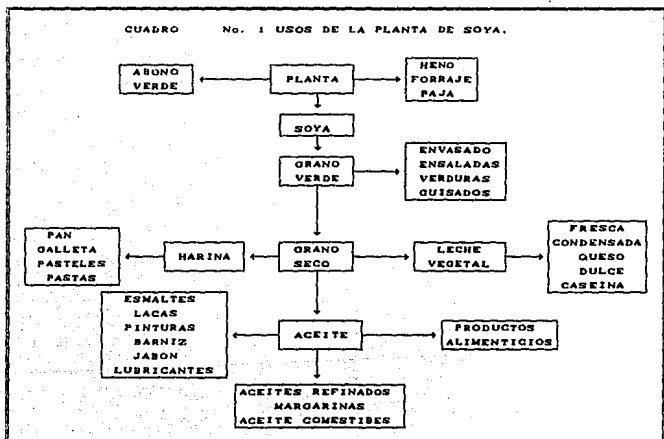 CUADRO No. 1 USOS DE LA PLANTA DE SOYA.
ABONO
VERDE
PLANTA
HENO
FORRAJE
PAJA
SOYA
GRANO
VERDE
ENVASADO
ENSALADAS
VERDURAS
GUISADOS
PAN
GALLETA
PASTELES
PASTAS
HARINA
GRANO
SECO
LECHE
VEGETAL
FRESCA
CONDENSADA
QUESO
DULCE
CASEINA
ESMALTES
LACAS
PINTURAS
BARNIZ
JABON
LUBRICANTES
ACEITE
PRODUCTOS
ALIMENTICIOS
ACEITES REFINADOS
MARGARINAS
ACEITE COMESTIBES